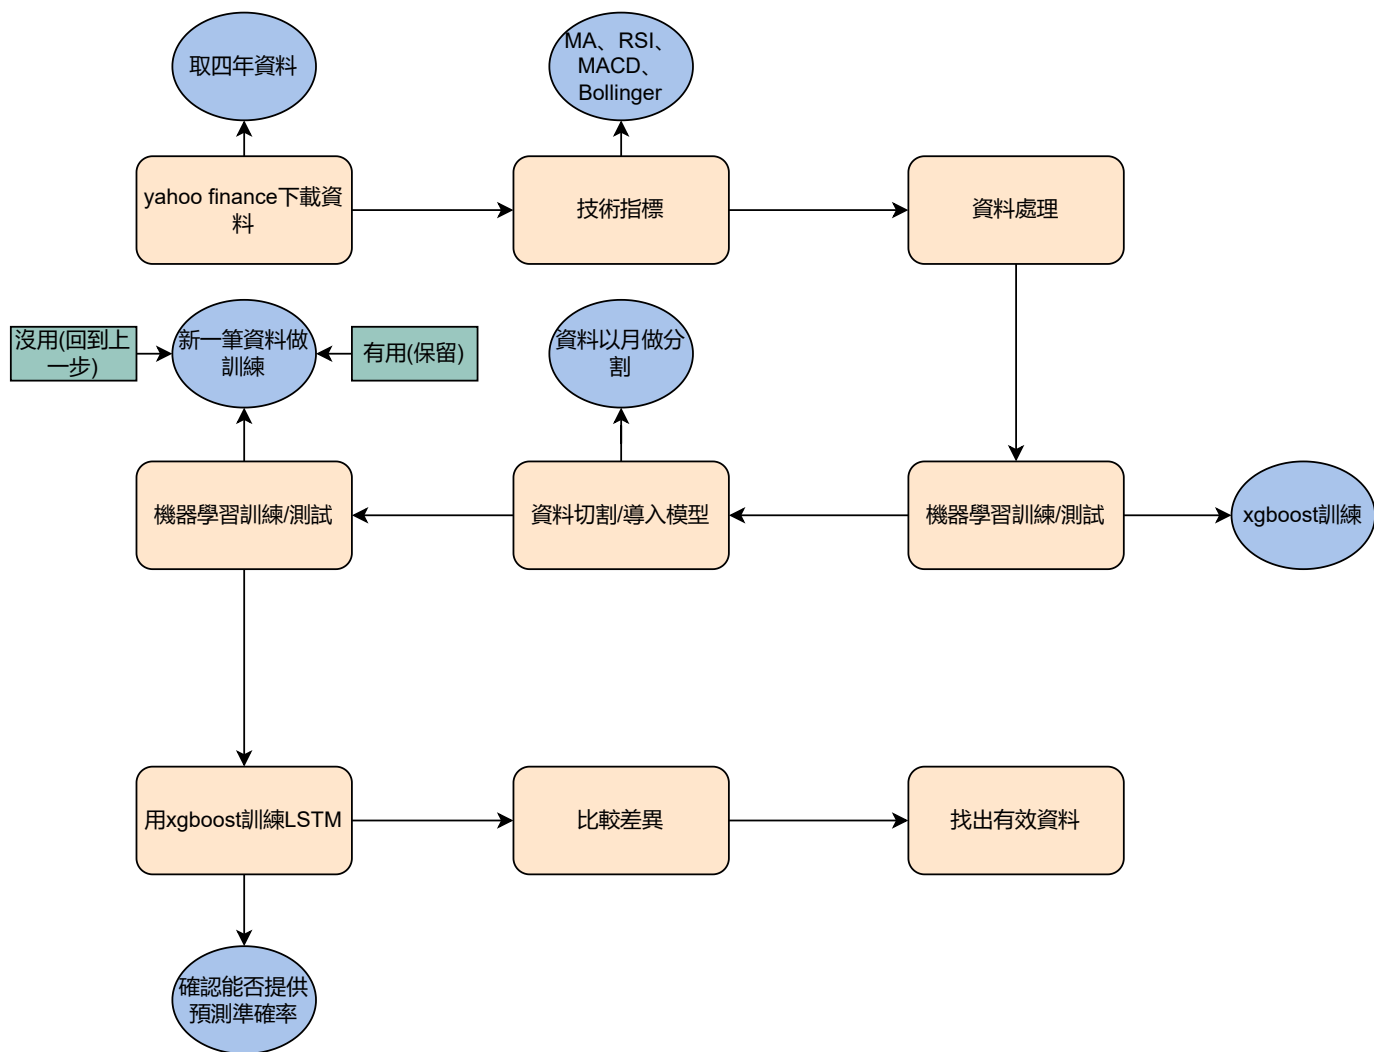 取四年資料
MA、RSI、
MACD、
Bollinger
yahoo finance下載資
料
技術指標
資料處理
沒用(回到上
一步)
新一筆資料做
訓練
有用(保留)
資料以月做分
割
機器學習訓練/測試
資料切割/導入模型
機器學習訓練/測試
xgboost訓練
用xgboost訓練LSTM
比較差異
找出有效資料
確認能否提供
預測準確率